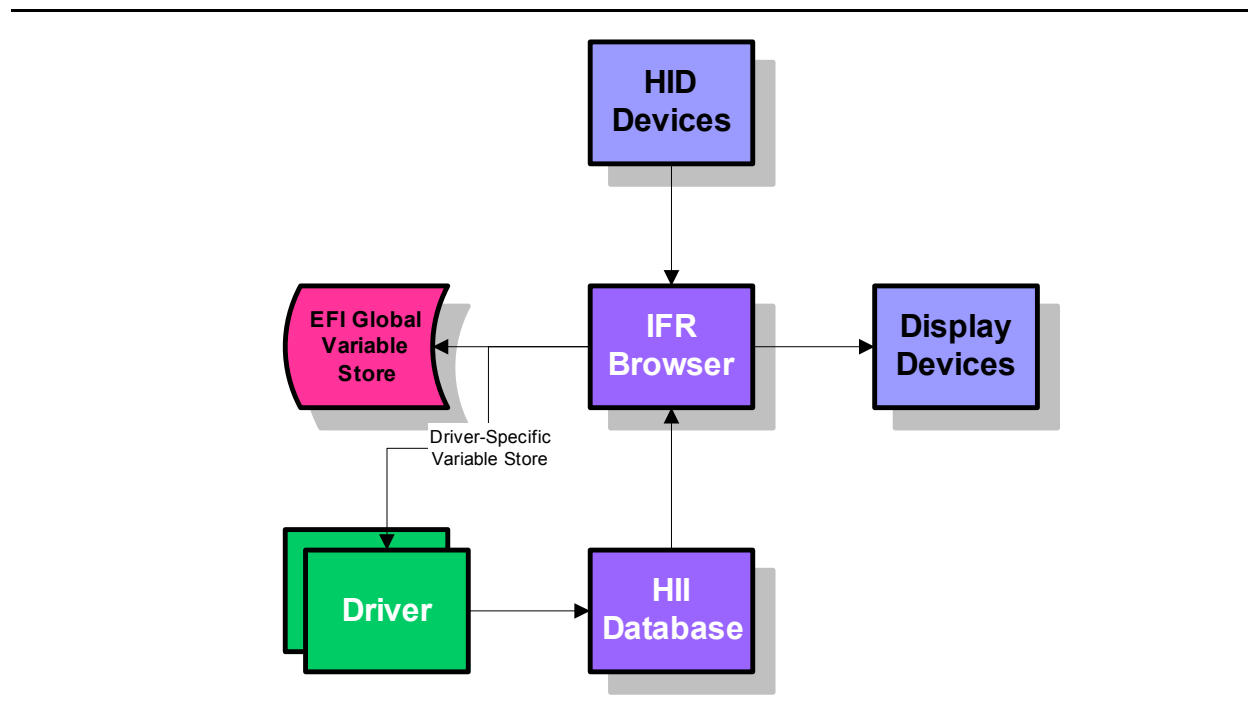 HID
Devices
EFI Global
Variable
Store
IFR
Browser
Display
Devices
Driver-Specific
Variable Store
Driver
HII
Database